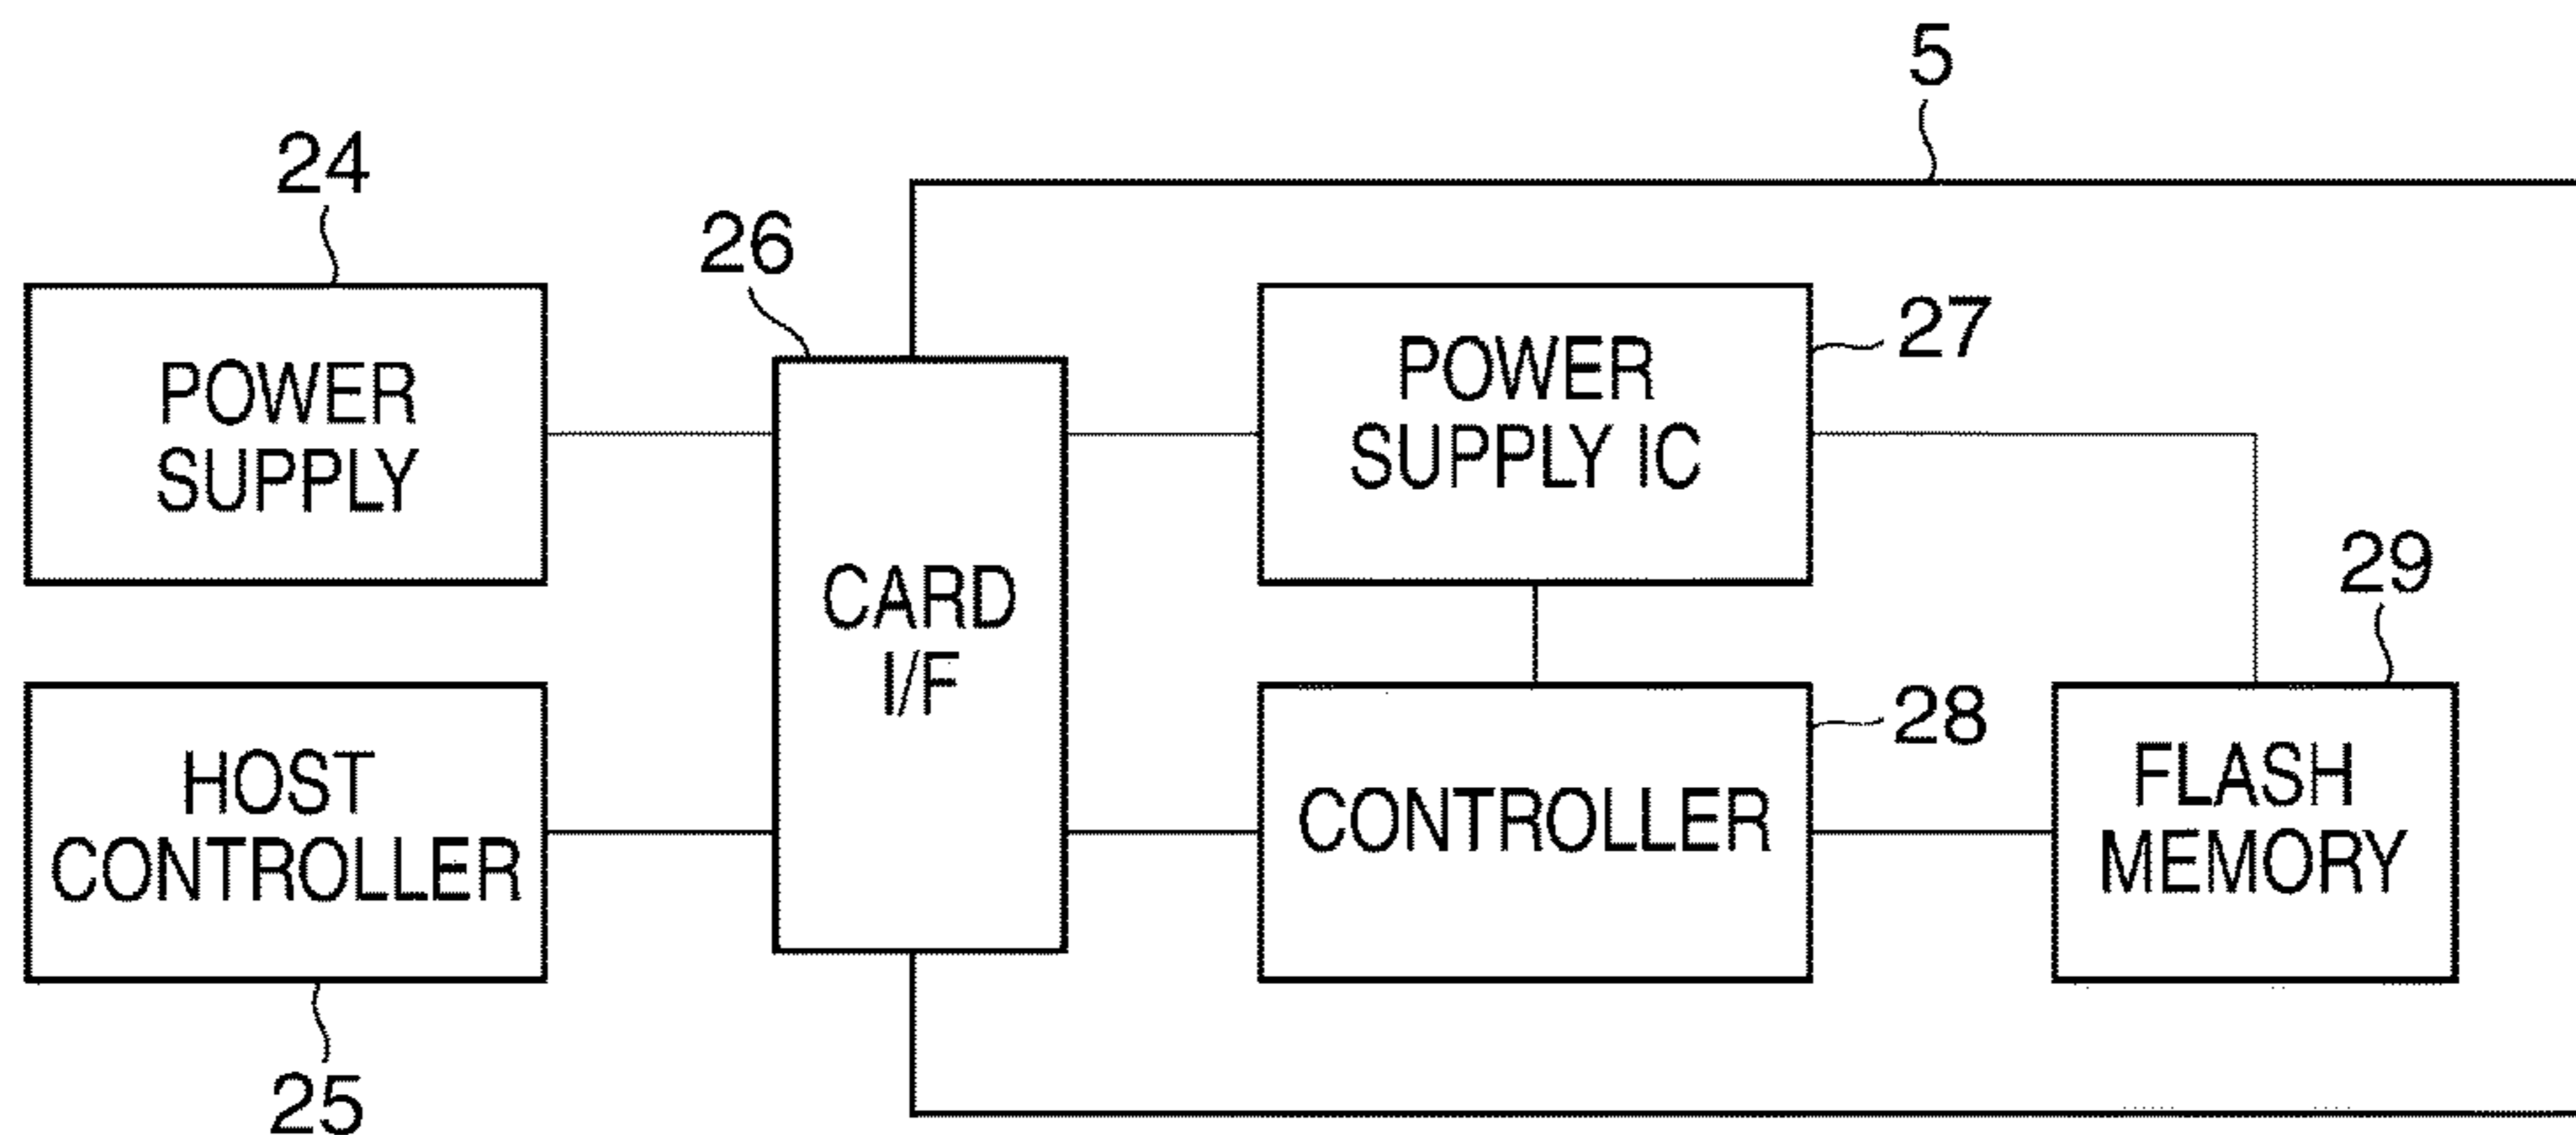 5
24
26
POWER
SUPPLY
POWER
SUPPLY IC
27
CARD
I/F
29
HOST
CONTROLLER
CONTROLLER
28
FLASH
MEMORY
25